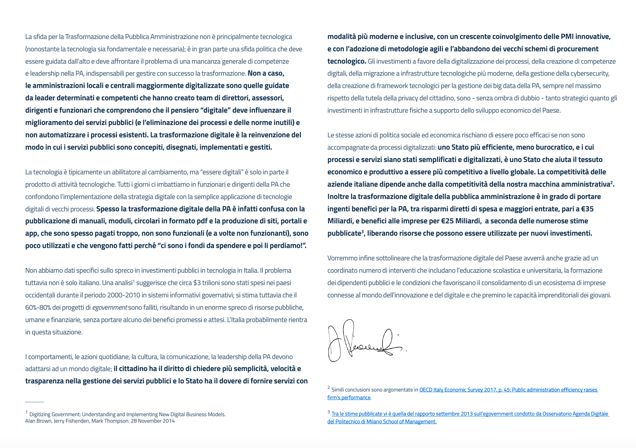 La sfida per la Trasformazione della Pubblica Amministrazione non è principalmente tecnologica
(nonostante la tecnologia sia fondamentale e necessaria); è in gran parte una sfida politica che deve
essere guidata dall'alto e deve affrontare il problema di una mancanza generale di competenze
e leadership nella PA, indispensabili per gestire con successo la trasformazione. Non a caso,
le amministrazioni locali e centrali maggiormente digitalizzate sono quelle guidate
da leader determinati e competenti che hanno creato team di direttori, assessori,
dirigenti e funzionari che comprendono che il pensiero “digitale” deve influenzare il
miglioramento dei servizi pubblici (e l'eliminazione dei processi e delle norme inutili) e
non automatizzare i processi esistenti. La trasformazione digitale è la reinvenzione del
modo in cui i servizi pubblici sono concepiti, disegnati, implementati e gestiti.
La tecnologia è tipicamente un abilitatore al cambiamento, ma “essere digitali” è solo in parte il
prodotto di attività tecnologiche. Tutti i giorni ci imbattiamo in funzionari e dirigenti della PA che
confondono l'implementazione della strategia digitale con la semplice applicazione di tecnologie
digitali di vecchi processi. Spesso la trasformazione digitale della PA è infatti confusa con la
pubblicazione di manuali, moduli, circolari in formato pdf e la produzione di siti, portali e
app, che sono spesso pagati troppo, non sono funzionali (e a volte non funzionanti), sono
poco utilizzati e che vengono fatti perchè “ci sono i fondi da spendere e poi li perdiamo!”.
Non abbiamo dati specifici sullo spreco in investimenti pubblici in tecnologia in Italia. Il problema
tuttavia non è solo italiano. Una analisi¹ suggerisce che circa $3 trilioni sono stati spesi nei paesi
occidentali durante il periodo 2000-2010 in sistemi informativi governativi; si stima tuttavia che il
60%-80% dei progetti di egovernment sono falliti, risultando in un enorme spreco di risorse pubbliche,
umane e finanziarie, senza portare alcuno dei benefici promessi e attesi. L'Italia probabilmente rientra
in questa situazione.
I comportamenti, le azioni quotidiane, la cultura, la comunicazione, la leadership della PA devono
adattarsi ad un mondo digitale; il cittadino ha il diritto di chiedere più semplicità, velocità e
trasparenza nella gestione dei servizi pubblici e lo Stato ha il dovere di fornire servizi con
¹ Digitizing Government: Understanding and Implementing New Digital Business Models.
Alan Brown, Jerry Fishenden, Mark Thompson. 28 November 2014
modalità più moderne e inclusive, con un crescente coinvolgimento delle PMI innovative,
e con l'adozione di metodologie agili e l'abbandono dei vecchi schemi di procurement
tecnologico. Gli investimenti a favore della digitalizzazione dei processi, della creazione di competenze
digitali, della migrazione a infrastrutture tecnologiche più moderne, della gestione della cybersecurity,
della creazione di framework tecnologici per la gestione dei big data della PA, sempre nel massimo
rispetto della tutela della privacy del cittadino, sono - senza ombra di dubbio - tanto strategici quanto gli
investimenti in infrastrutture fisiche a supporto dello sviluppo economico del Paese.
Le stesse azioni di politica sociale ed economica rischiano di essere poco efficaci se non sono
accompagnate da processi digitalizzati: uno Stato più efficiente, meno burocratico, e i cui
processi e servizi siano stati semplificati e digitalizzati, è uno Stato che aiuta il tessuto
economico e produttivo a essere più competitivo a livello globale. La competitività delle
aziende italiane dipende anche dalla competitività della nostra macchina amministrativa².
Inoltre la trasformazione digitale della pubblica amministrazione è in grado di portare
ingenti benefici per la PA, tra risparmi diretti di spesa e maggiori entrate, pari a €35
Miliardi, e benefici alle imprese per €25 Miliardi, a seconda delle numerose stime
pubblicate³, liberando risorse che possono essere utilizzate per nuovi investimenti.
Vorremmo infine sottolineare che la trasformazione digitale del Paese avverrà anche grazie ad un
coordinato numero di interventi che includono l'educazione scolastica e universitaria, la formazione
dei dipendenti pubblici e le condizioni che favoriscano il consolidamento di un ecosistema di imprese
connesse al mondo dell'innovazione e del digitale e che premino le capacità imprenditoriali dei giovani.
² Simili conclusioni sono argomentate in OECD Italy Economic Survey 2017, p. 45: Public administration efficiency raises
firm's performance
³ Tra le stime pubblicate vi è quella del rapporto settembre 2013 sull'egovernment condotto da Osservatorio Agenda Digitale
del Politecnico di Milano School of Management.